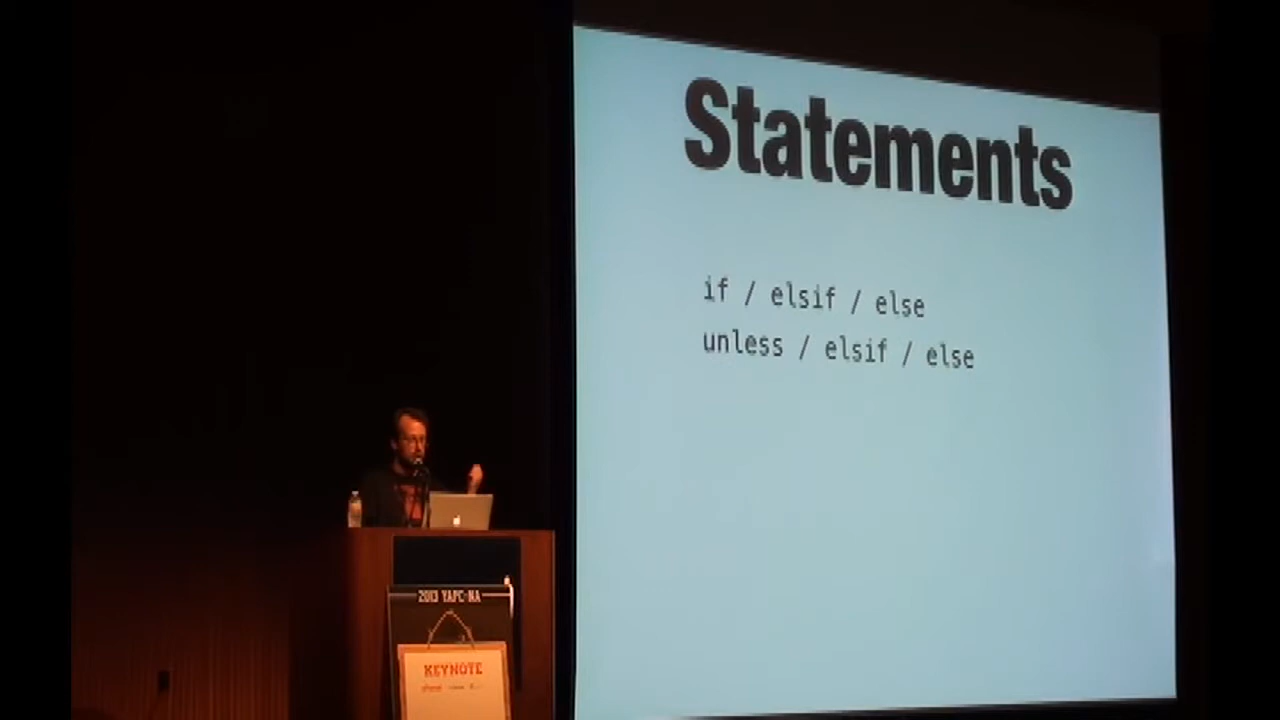 Statements
if / elsif / else
unless / elsif / else
2013 YAPC:NA
KEYNOTE